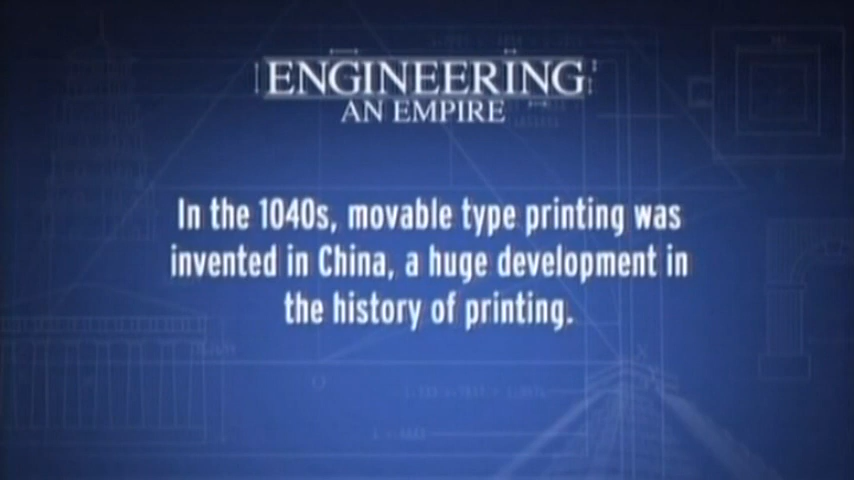 ENGINEERING
AN EMPIRE
In the 1040s, movable type printing was
invented in China, a huge development in
the history of printing.